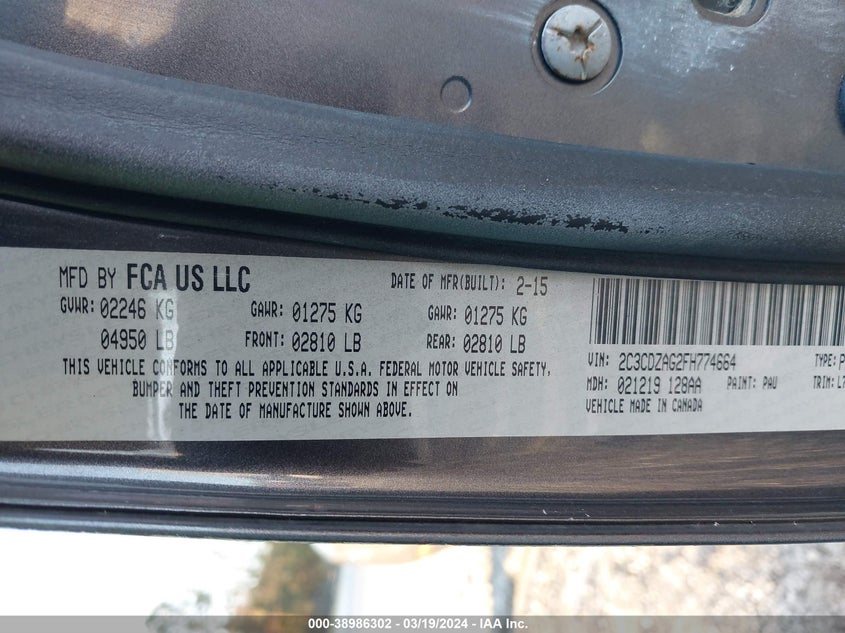 MFD BY FCA US LLC
DATE OF MFR(BUILT): 2-15
GVWR: 02246 KG GAWR: 01275 KG GAWR: 01275 KG
04950 LB FRONT: 02810 LB REAR: 02810 LB
THIS VEHICLE CONFORMS TO ALL APPLICABLE U.S.A. FEDERAL MOTOR VEHICLE SAFETY,
BUMPER AND THEFT PREVENTION STANDARDS IN EFFECT ON
THE DATE OF MANUFACTURE SHOWN ABOVE.
VIN: 2C3CDZAG2FH774664 TYPE:
MDH: 021219 128AA PAINT: PAU TRIM:
VEHICLE MADE IN CANADA
000-38986302 - 03/19/2024 - IAA Inc.